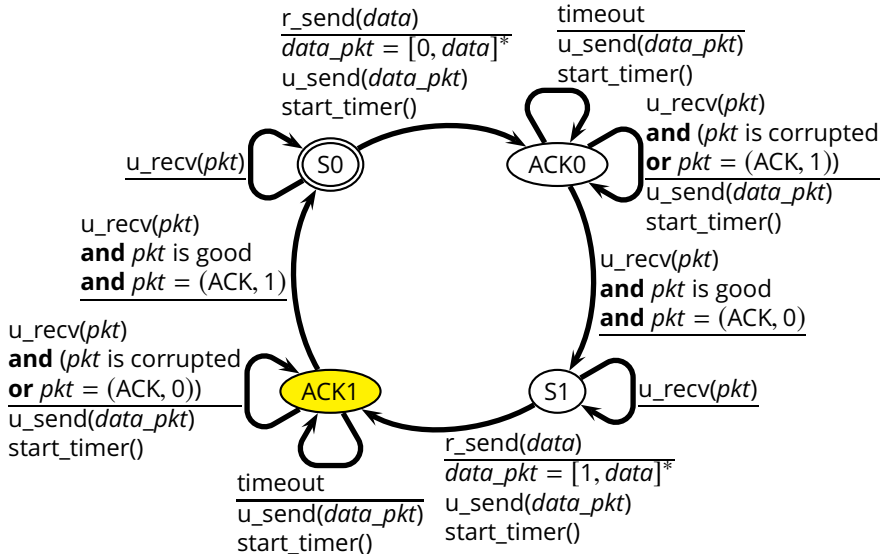 r_send(data)
data_pkt = [0, data]*
u_send(data_pkt)
start_timer()
timeout
u_send(data_pkt)
start_timer()
u_recv(pkt)
and (pkt is corrupted
or pkt = (ACK, 1))
u_send(data_pkt)
start_timer()
u_recv(pkt)
S0
ACK0
u_recv(pkt)
and pkt is good
and pkt = (ACK, 1)
u_recv(pkt)
and pkt is good
and pkt = (ACK, 0)
u_recv(pkt)
and (pkt is corrupted
or pkt = (ACK, 0))
u_send(data_pkt)
start_timer()
ACK1
S1
u_recv(pkt)
r_send(data)
data_pkt = [1, data]*
u_send(data_pkt)
start_timer()
timeout
u_send(data_pkt)
start_timer()